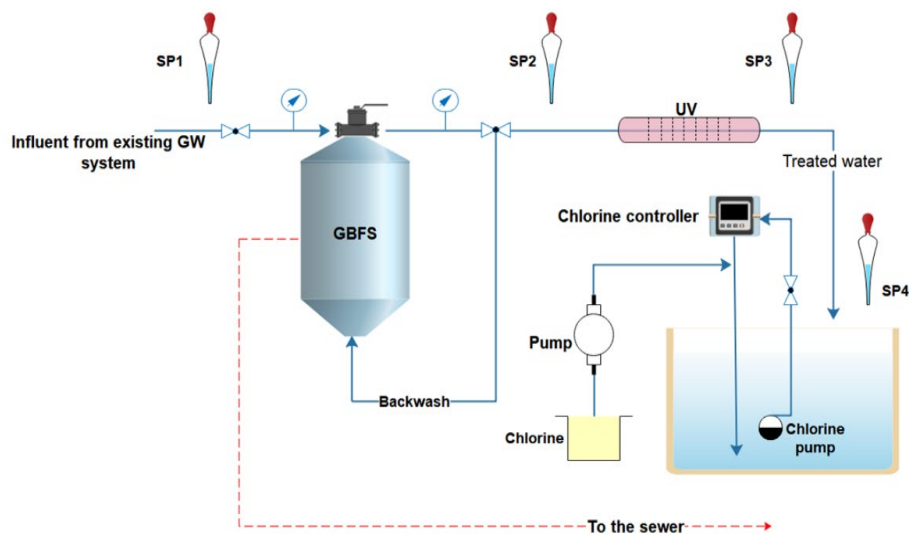 SP1
SP2
SP3
UV
Influent from existing GW
system
Treated water
Chlorine controller
GBFS
SP4
Pump
Backwash
Chlorine
Chlorine
pump
To the sewer